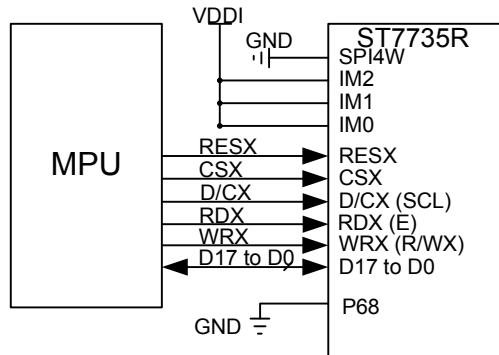 VDDI
GND
ST7735R
SPI4W
IM2
IM1
IM0
MPU
RESX
RESX
CSX
CSX
D/CX
D/CX (SCL)
RDX
RDX (E)
WRX
WRX (R/WX)
D17 to D0
D17 to D0
P68
GND